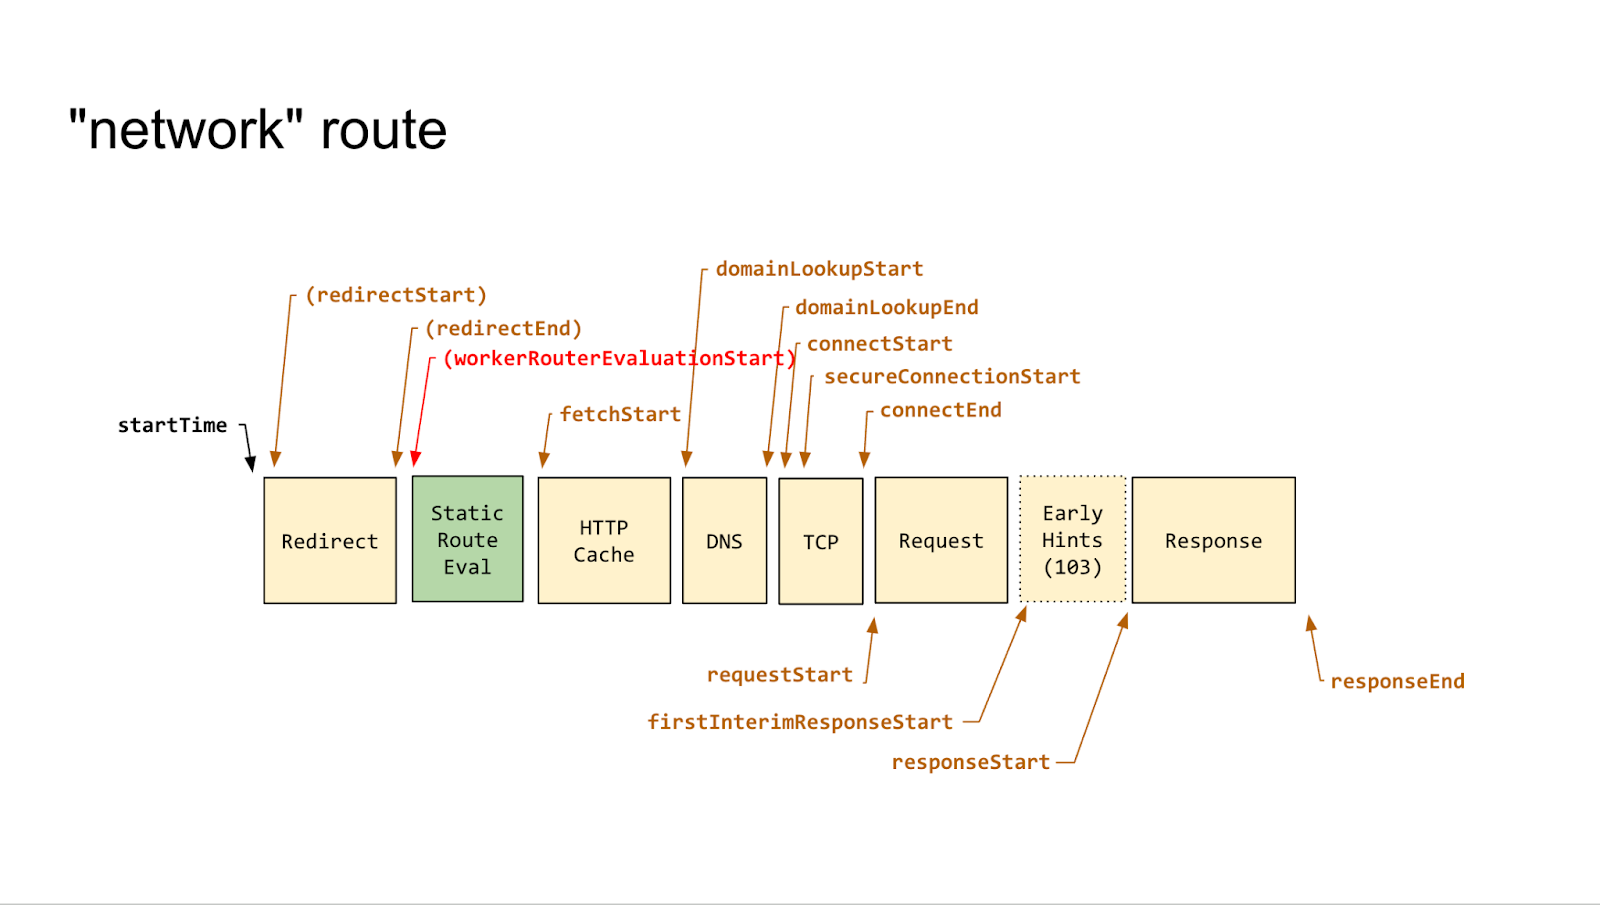 "network" route
domainLookupStart
(redirectStart)
domainLookupEnd
(redirectEnd)
connectStart
(workerRouterEvaluationStart)
secureConnectionStart
fetchStart
connectEnd
startTime
Redirect
Static
Route
Eval
HTTP
Cache
DNS
TCP
Request
Early
Hints
(103)
Response
requestStart
responseEnd
firstInterimResponseStart
responseStart